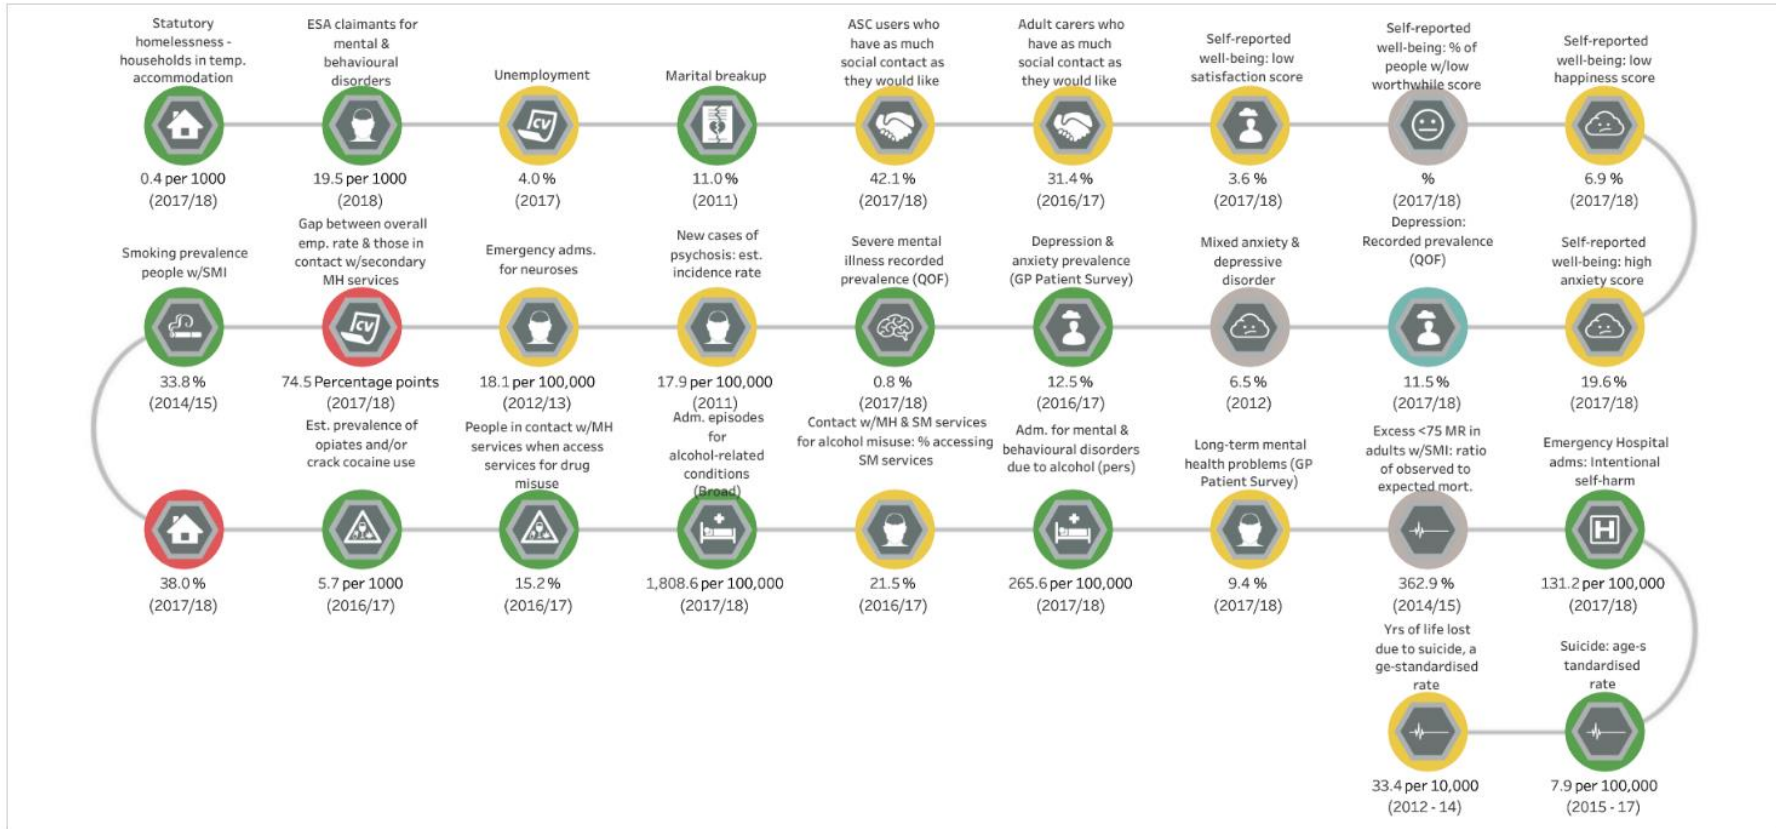 Statutory
homelessness -
households in temp.
accommodation
0.4 per 1000
(2017/18)
ESA claimants for
mental &
behavioural
disorders
19.5 per 1000
(2018)
Unemployment
CV
4.0 %
(2017)
Marital breakup
11.0 %
(2011)
ASC users who
have as much
social contact as
they would like
42.1 %
(2017/18)
Adult carers who
have as much
social contact as
they would like
31.4 %
(2016/17)
Self-reported
well-being: low
satisfaction score
3.6 %
(2017/18)
Self-reported
well-being: % of
people w/low
worthwhile score
%
(2017/18)
Self-reported
well-being: low
happiness score
6.9 %
(2017/18)
Smoking prevalence
people w/SMI
33.8 %
(2014/15)
Gap between overall
emp. rate & those in
contact w/secondary
MH services
CV
74.5 Percentage points
(2017/18)
Emergency adms.
for neuroses
18.1 per 100,000
(2012/13)
New cases of
psychosis: est.
incidence rate
17.9 per 100,000
(2011)
Severe mental
illness recorded
prevalence (QOF)
0.8 %
(2017/18)
Depression &
anxiety prevalence
(GP Patient Survey)
12.5 %
(2016/17)
Mixed anxiety &
depressive
disorder
6.5 %
(2012)
Depression:
Recorded prevalence
(QOF)
11.5 %
(2017/18)
Self-reported
well-being: high
anxiety score
19.6 %
(2017/18)
38.0 %
(2017/18)
Est. prevalence of
opiates and/or
crack cocaine use
5.7 per 1000
(2016/17)
People in contact w/MH
services when access
services for drug
misuse
15.2 %
(2016/17)
Adm. episodes
for
alcohol-related
conditions
(Broad)
1,808.6 per 100,000
(2017/18)
Contact w/MH & SM services
for alcohol misuse: % accessing
SM services
21.5 %
(2016/17)
Adm. for mental &
behavioural disorders
due to alcohol (pers)
265.6 per 100,000
(2017/18)
Long-term mental
health problems (GP
Patient Survey)
9.4 %
(2017/18)
Excess <75 MR in
adults w/SMI: ratio
of observed to
expected mort.
362.9 %
(2014/15)
Emergency Hospital
adms: Intentional
self-harm
H
131.2 per 100,000
(2017/18)
Yrs of life lost
due to suicide, a
ge-standardised
rate
33.4 per 10,000
(2012 - 14)
Suicide: age-s
tandardised
rate
7.9 per 100,000
(2015 - 17)